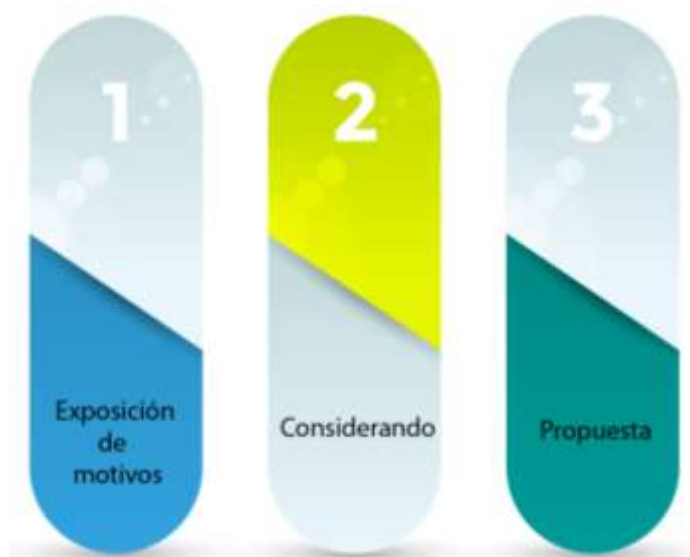 1
Exposición
de
motivos
2
Considerando
3
Propuesta